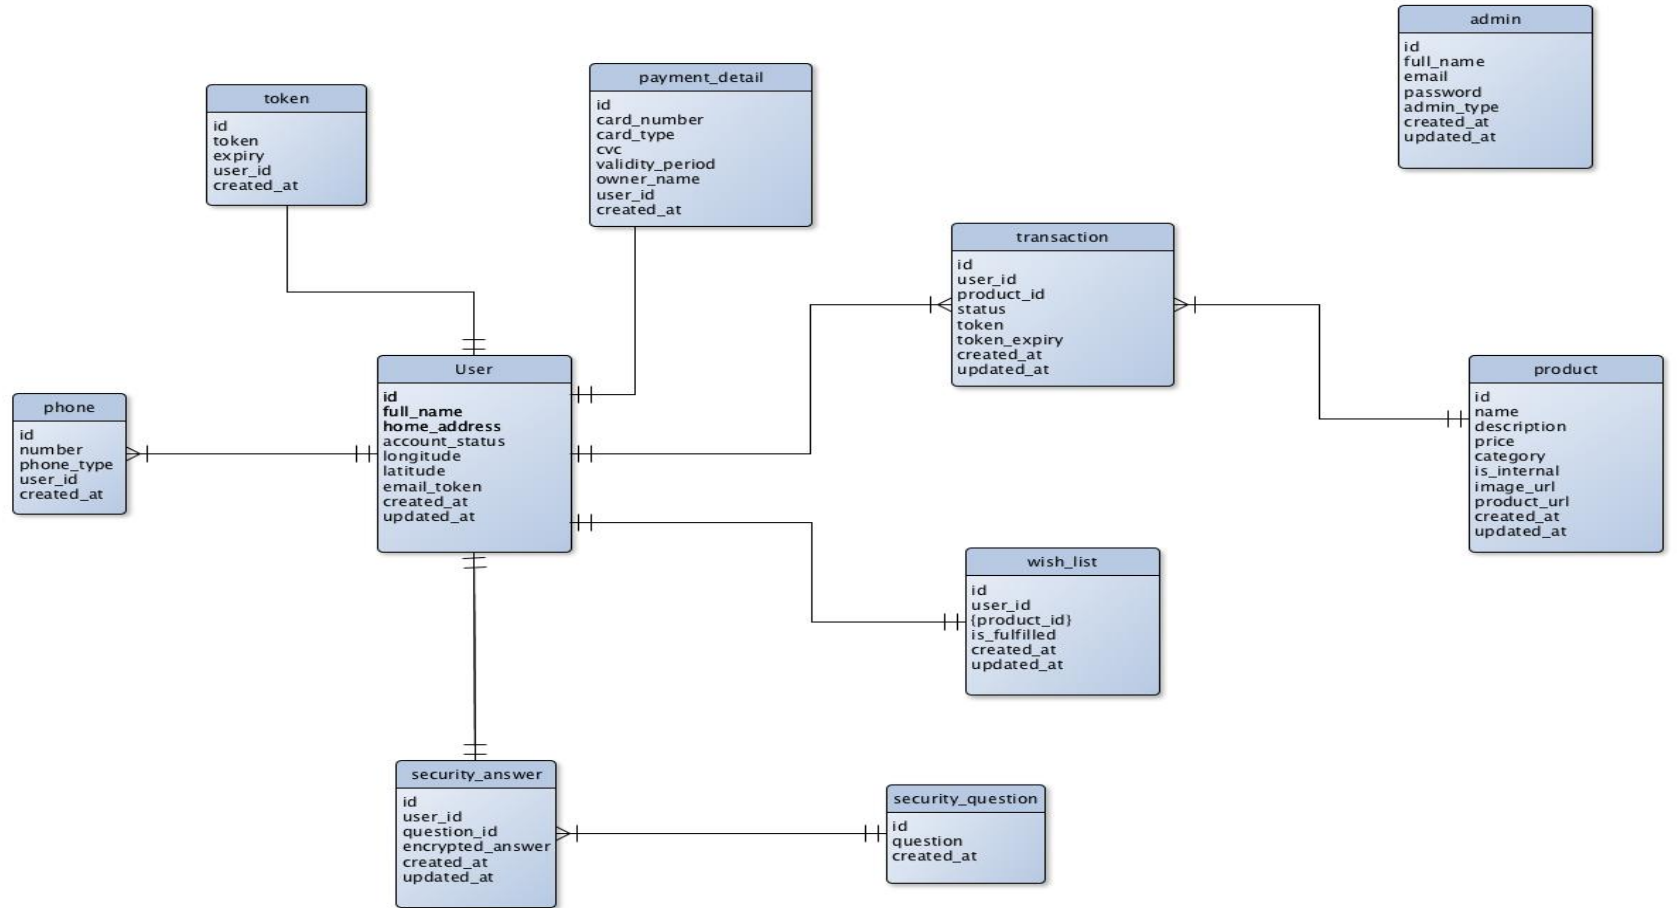 admin
id
full_name
email
password
admin_type
created_at
updated_at
payment_detail
id
card_number
card_type
cvc
validity_period
owner_name
user_id
created_at
token
id
token
expiry
user_id
created_at
transaction
id
user_id
product_id
status
token
token_expiry
created_at
updated_at
User
id
full_name
home_address
account_status
longitude
latitude
email_token
created_at
updated_at
product
id
name
description
price
category
is_internal
image_url
product_url
created_at
updated_at
phone
id
number
phone_type
user_id
created_at
wish_list
id
user_id
{product_id}
is_fulfilled
created_at
updated_at
security_answer
id
user_id
question_id
encrypted_answer
created_at
updated_at
security_question
id
question
created_at